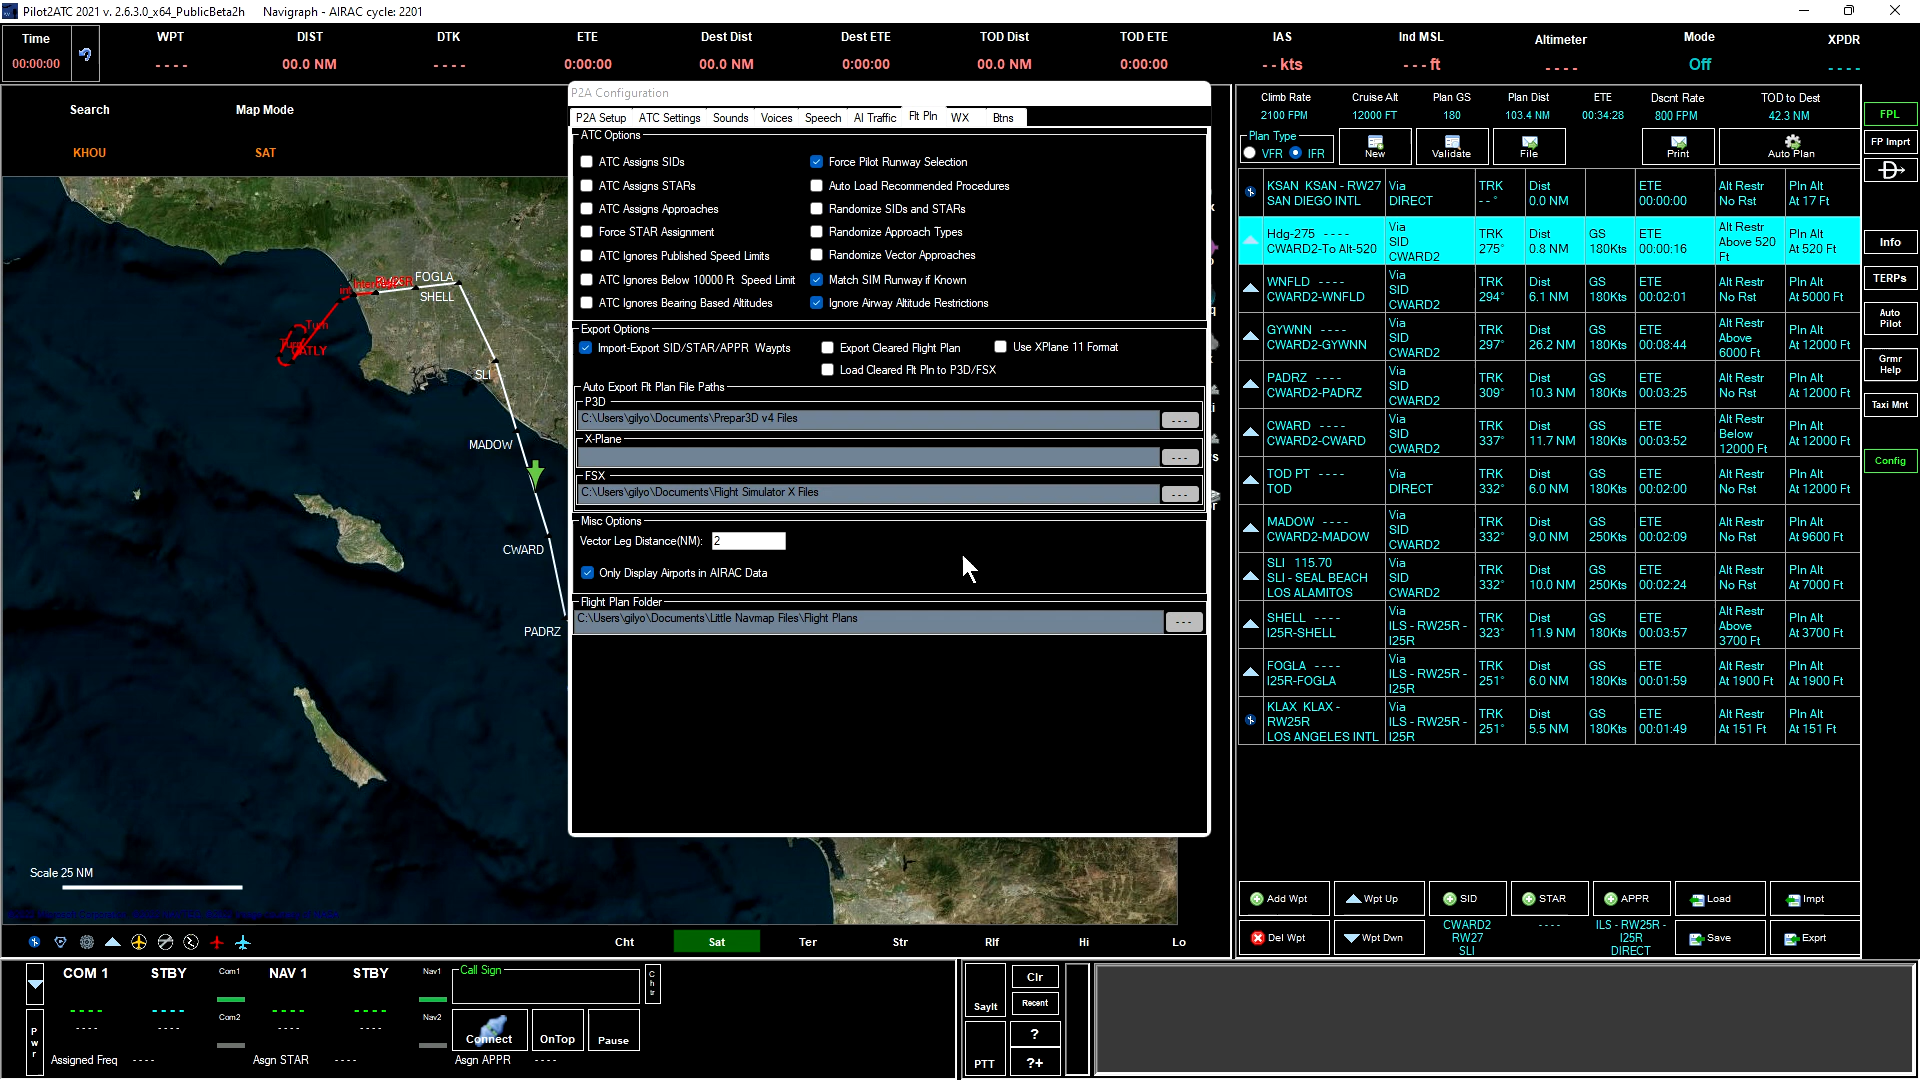 Pilot2ATC 2021 v. 2.6.3.0_x64_PublicBeta2h Navigraph - AIRAC cycle: 2201
Time WPT DIST DTK ETE Dest Dist Dest ETE TOD Dist TOD ETE IAS Ind MSL Altimeter Mode XPDR
00:00:00 ---- 00.0 NM ---- 0:00:00 00.0 NM 0:00:00 00.0 NM 0:00:00 --kts ---ft ---- Off ----
Search Map Mode
KHOU SAT
FOGLA
SHELL
Turn
SLI
MADOW
CWARD
PADRZ
Scale 25 NM
P2A Configuration
P2A Setup ATC Settings Sounds Voices Speech AI Traffic Flt Pln WX Btns
ATC Options
ATC Assigns SIDs Force Pilot Runway Selection
ATC Assigns STARs Auto Load Recommended Procedures
ATC Assigns Approaches Randomize SIDs and STARs
Force STAR Assignment Randomize Approach Types
ATC Ignores Published Speed Limits Randomize Vector Approaches
ATC Ignores Below 10000 Ft Speed Limit Match SIM Runway if Known
ATC Ignores Bearing Based Altitudes Ignore Airway Altitude Restrictions
Export Options
Import-Export SID/STAR/APPR Waypts Export Cleared Flight Plan Use XPlane 11 Format
Load Cleared Flt Pln to P3D/FSX
Auto Export Flt Plan File Paths
P3D
C:\Users\gilyo\Documents\Prepar3D v4 Files ...
X-Plane
...
FSX
C:\Users\gilyo\Documents\Flight Simulator X Files ...
Misc Options
Vector Leg Distance(NM): 2
Only Display Airports in AIRAC Data
Flight Plan Folder
C:\Users\gilyo\Documents\Little Navmap Files\Flight Plans ...
Climb Rate Cruise Alt Plan GS Plan Dist ETE Dscnt Rate TOD to Dest
2100 FPM 12000 FT 180 103.4 NM 00:34:28 800 FPM 42.3 NM
Plan Type
VFR IFR New Validate File Print Auto Plan
KSAN KSAN - RW27 Via TRK Dist ETE Alt Restr Pln Alt
SAN DIEGO INTL DIRECT --° 0.0 NM 00:00:00 No Rst At 17 Ft
Hdg-275 ---- Via TRK Dist GS ETE Alt Restr Pln Alt
CWARD2-To Alt-520 SID 275° 0.8 NM 180Kts 00:00:16 Above 520 At 520 Ft
CWARD2 Ft
WNFLD ---- Via TRK Dist GS ETE Alt Restr Pln Alt
CWARD2-WNFLD SID 294° 6.1 NM 180Kts 00:02:01 No Rst At 5000 Ft
CWARD2
GYWNN ---- Via TRK Dist GS ETE Alt Restr Pln Alt
CWARD2-GYWNN SID 297° 26.2 NM 180Kts 00:08:44 Above At 12000 Ft
CWARD2 6000 Ft
PADRZ ---- Via TRK Dist GS ETE Alt Restr Pln Alt
CWARD2-PADRZ SID 309° 10.3 NM 180Kts 00:03:25 No Rst At 12000 Ft
CWARD2
CWARD ---- Via TRK Dist GS ETE Alt Restr Pln Alt
CWARD2-CWARD SID 337° 11.7 NM 180Kts 00:03:52 Below At 12000 Ft
CWARD2 12000 Ft
TOD PT ---- Via TRK Dist GS ETE Alt Restr Pln Alt
TOD DIRECT 332° 6.0 NM 180Kts 00:02:00 No Rst At 12000 Ft
MADOW ---- Via TRK Dist GS ETE Alt Restr Pln Alt
CWARD2-MADOW SID 332° 9.0 NM 250Kts 00:02:09 No Rst At 9600 Ft
CWARD2
SLI 115.70 Via TRK Dist GS ETE Alt Restr Pln Alt
SLI - SEAL BEACH SID 332° 10.0 NM 250Kts 00:02:24 No Rst At 7000 Ft
LOS ALAMITOS CWARD2
SHELL ---- Via TRK Dist GS ETE Alt Restr Pln Alt
I25R-SHELL ILS - RW25R - 323° 11.9 NM 180Kts 00:03:57 Above At 3700 Ft
I25R 3700 Ft
FOGLA ---- Via TRK Dist GS ETE Alt Restr Pln Alt
I25R-FOGLA ILS - RW25R - 251° 6.0 NM 180Kts 00:01:59 At 1900 Ft At 1900 Ft
I25R
KLAX KLAX - Via TRK Dist GS ETE Alt Restr Pln Alt
RW25R ILS - RW25R - 251° 5.5 NM 180Kts 00:01:49 At 151 Ft At 151 Ft
LOS ANGELES INTL I25R
Add Wpt Wpt Up SID STAR APPR Load Impt
Del Wpt Wpt Dwn CWARD2 ---- ILS - RW25R - Save Exprt
RW27 I25R
SLI DIRECT
FPL
FP Imprt
D
Info
TERPs
Auto
Pilot
Grmr
Help
Taxi Mnt
Config
Cht Sat Ter Str Rlf Hi Lo
COM 1 STBY Com1 NAV 1 STBY Nav1 Call Sign Chtr
---- ---- ---- ----
---- ---- Com2 ---- ---- Nav2
Pwr
Connect OnTop Pause
Assigned Freq ---- Asgn STAR ---- Asgn APPR ----
SayIt Clr
Recent
PTT ?
?+